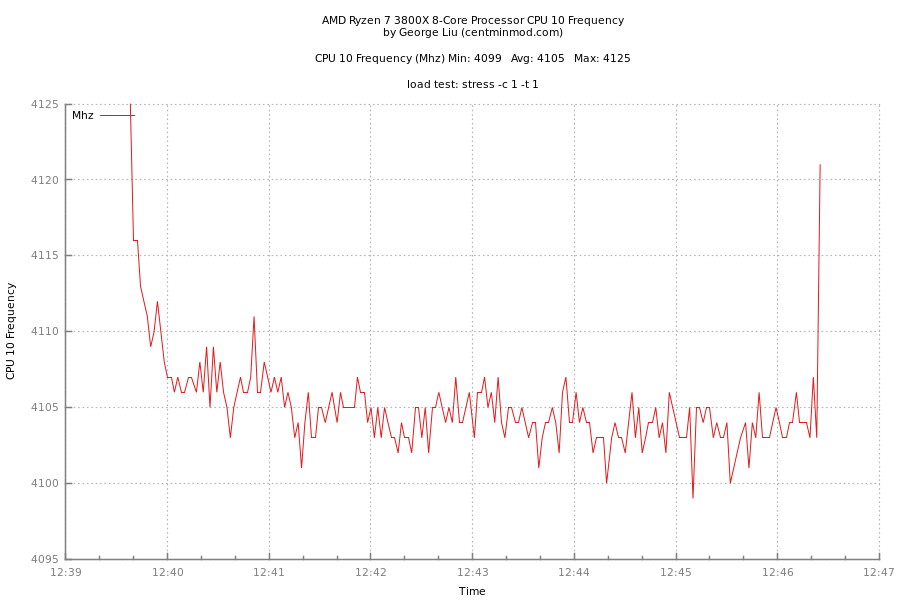 AMD Ryzen 7 3800X 8-Core Processor CPU 10 Frequency
by George Liu (centminmod.com)
CPU 10 Frequency (Mhz) Min: 4099 Avg: 4105 Max: 4125
load test: stress -c 1 -t 1
4125
Mhz
4120
4115
4110
4105
4100
4095
CPU 10 Frequency
12:39 12:40 12:41 12:42 12:43 12:44 12:45 12:46 12:47
Time